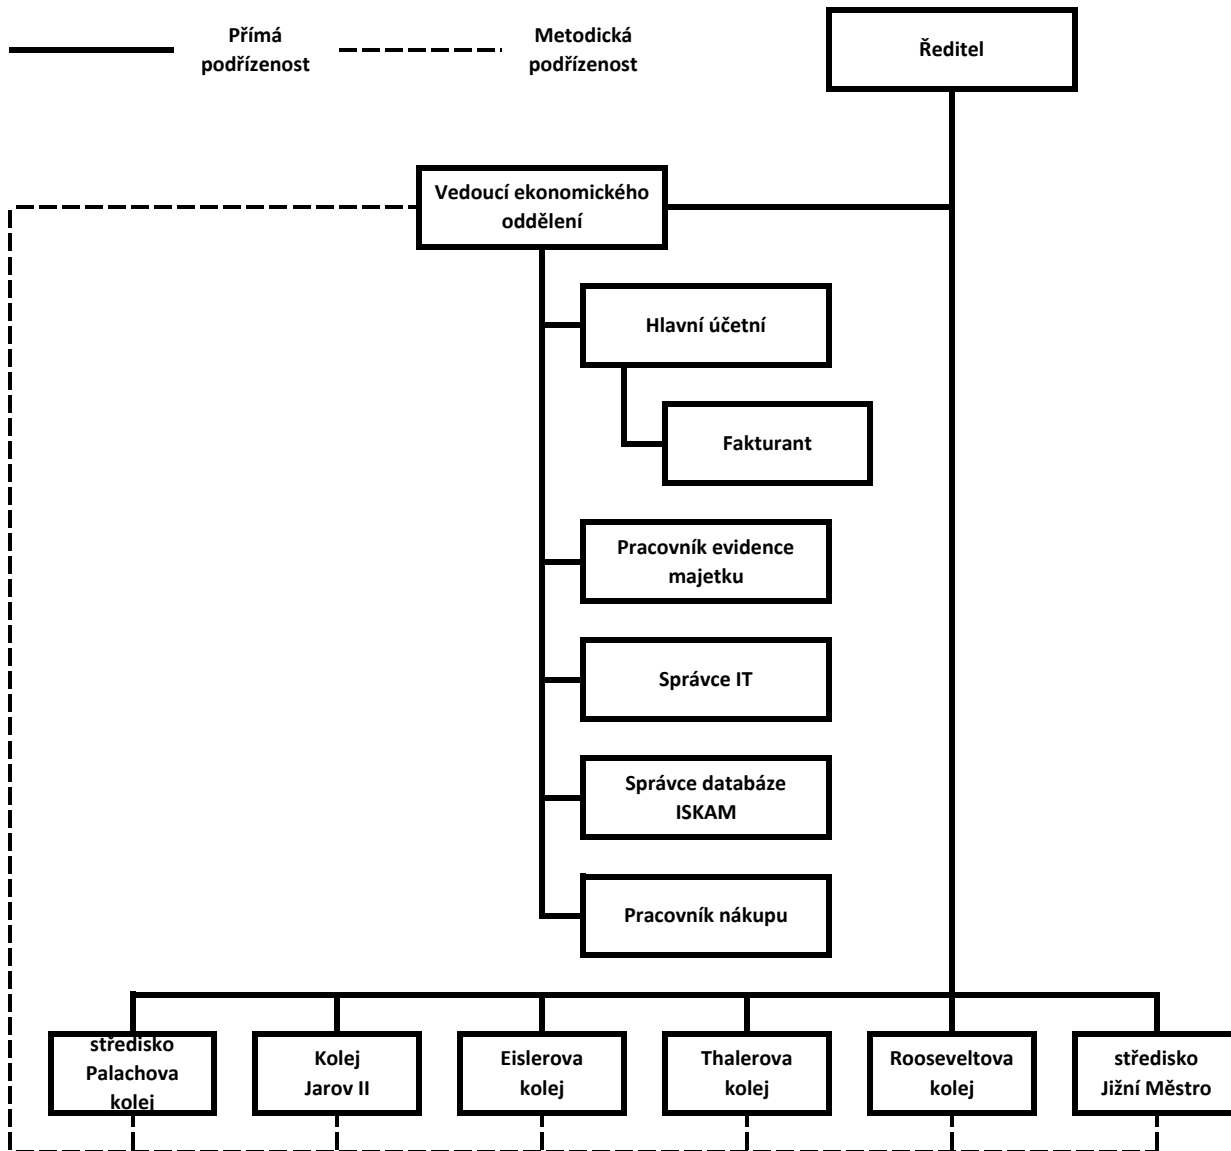 Přímá
podřízenost
Metodická
podřízenost
Ředitel
Vedoucí ekonomického
oddělení
Hlavní účetní
Fakturant
Pracovník evidence
majetku
Správce IT
Správce databáze
ISKAM
Pracovník nákupu
středisko
Palachova
kolej
Kolej
Jarov II
Eislerova
kolej
Thalerova
kolej
Rooseveltova
kolej
středisko
Jižní Městro